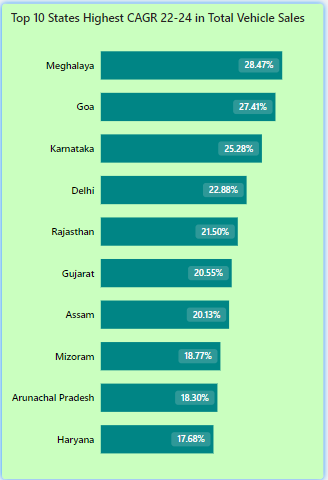 Top 10 States Highest CAGR 22-24 in Total Vehicle Sales
Meghalaya 28.47%
Goa 27.41%
Karnataka 25.28%
Delhi 22.88%
Rajasthan 21.50%
Gujarat 20.55%
Assam 20.13%
Mizoram 18.77%
Arunachal Pradesh 18.30%
Haryana 17.68%